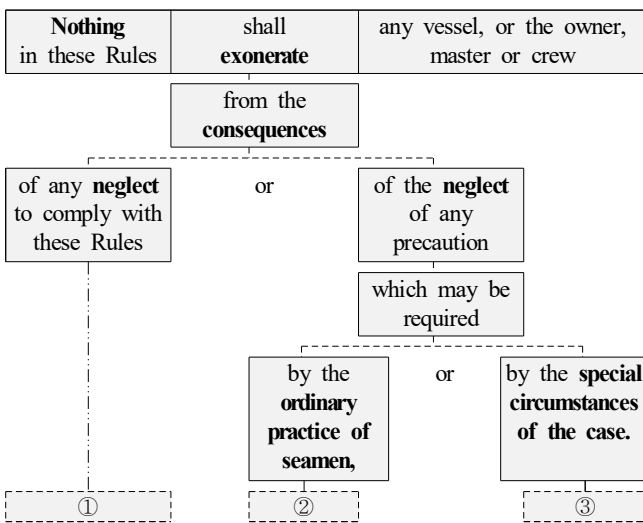 Nothing
in these Rules
shall
exonerate
any vessel, or the owner,
master or crew
from the
consequences
of any neglect
to comply with
these Rules
or
of the neglect
of any
precaution
which may be
required
by the
ordinary
practice of
seamen,
or
by the special
circumstances
of the case.
①
②
③